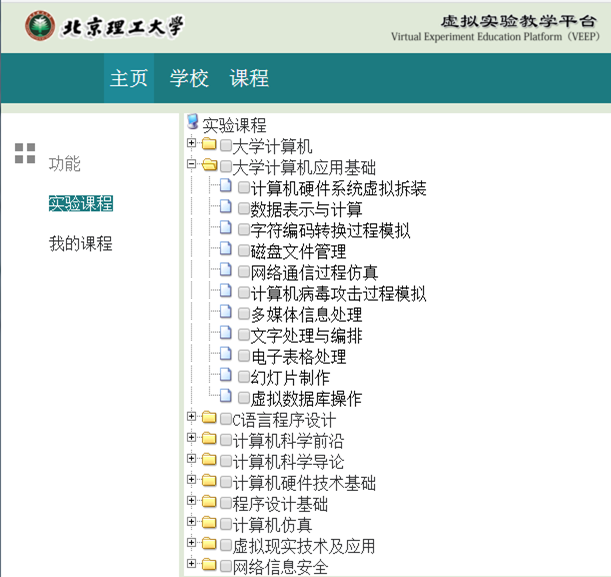 北京理工大学
虚拟实验教学平台
Virtual Experiment Education Platform（VEEP）
主页 学校 课程
功能
实验课程
我的课程
实验课程
大学计算机
大学计算机应用基础
计算机硬件系统虚拟拆装
数据表示与计算
字符编码转换过程模拟
磁盘文件管理
网络通信过程仿真
计算机病毒攻击过程模拟
多媒体信息处理
文字处理与编排
电子表格处理
幻灯片制作
虚拟数据库操作
C语言程序设计
计算机科学前沿
计算机科学导论
计算机硬件技术基础
程序设计基础
计算机仿真
虚拟现实技术及应用
网络信息安全